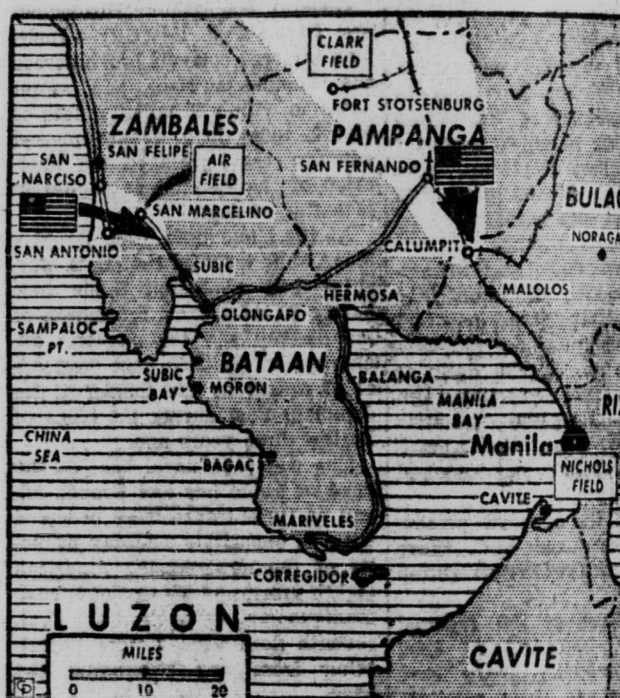 CLARK
FIELD
FORT STOTSENBURG
ZAMBALES
PAMPANGA
SAN FELIPE
SAN
NARCISO
AIR
FIELD
SAN FERNANDO
SAN MARCELINO
BULAC
NORAGA
SAN ANTONIO
CALUMPIT
SUBIC
MALOLOS
HERMOSA
OLONGAPO
SAMPALOC
PT.
BATAAN
SUBIC
BAY
MORON
BALANGA
MANILA
BAY
RIZ
CHINA
SEA
Manila
BAGAC
NICHOLS
FIELD
CAVITE
MARIVELES
CORREGIDOR
LUZON
MILES
0 10 20
CAVITE
CP